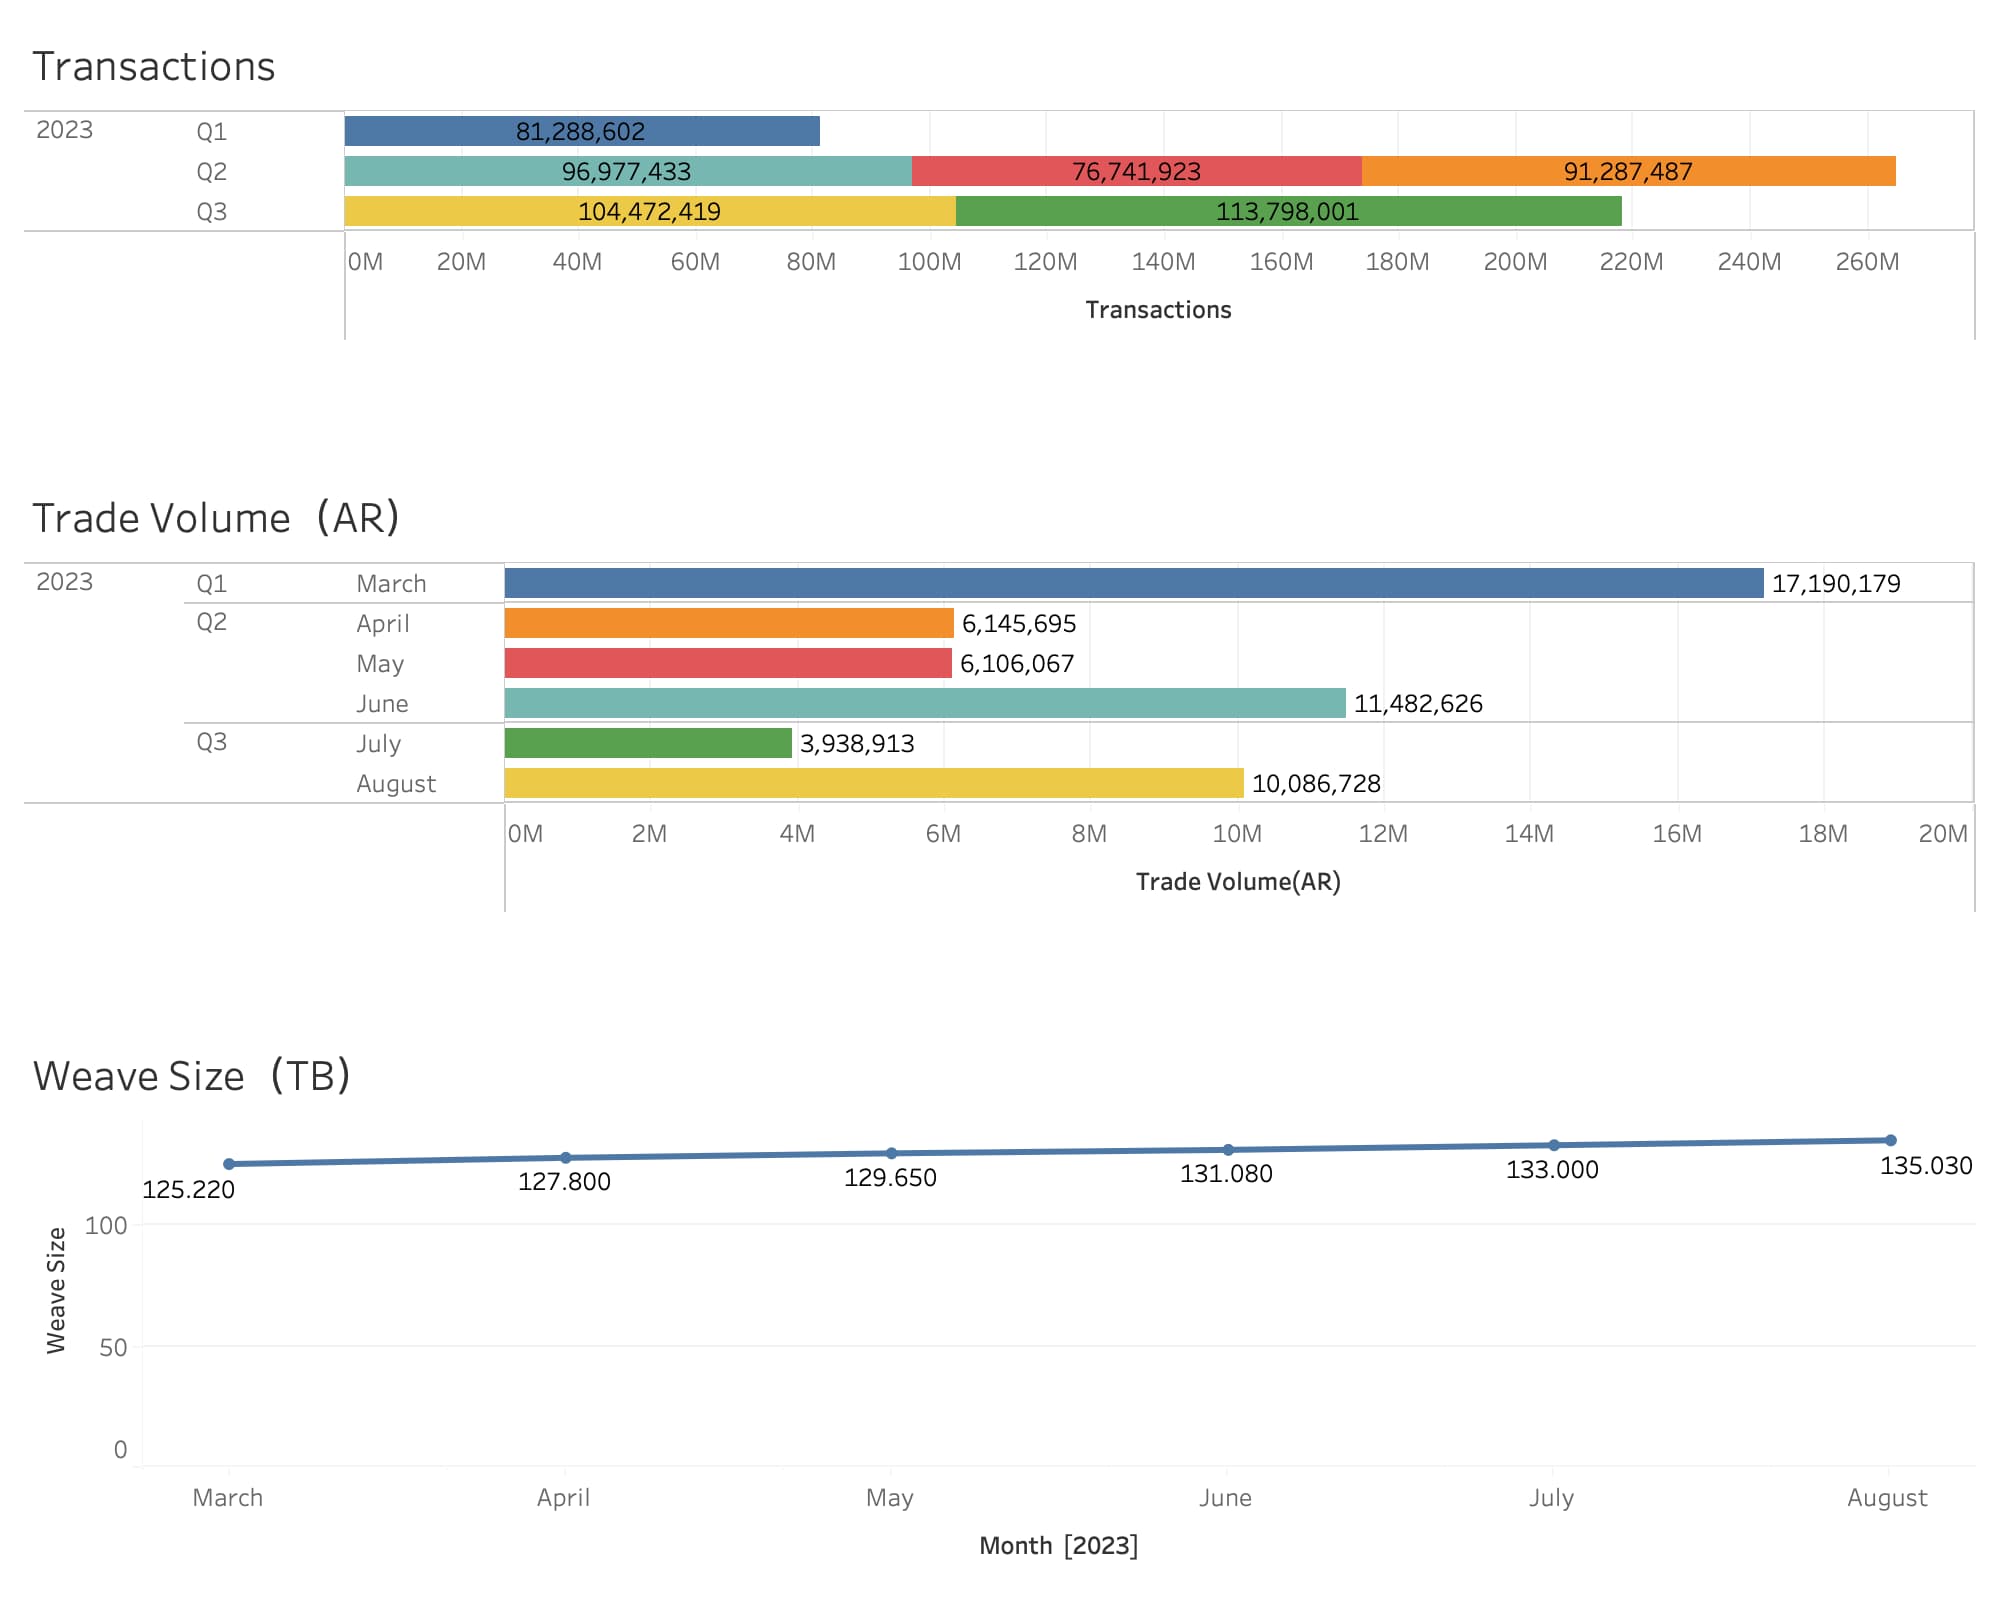 Transactions
2023 Q1 81,288,602
Q2 96,977,433 76,741,923 91,287,487
Q3 104,472,419 113,798,001
0M 20M 40M 60M 80M 100M 120M 140M 160M 180M 200M 220M 240M 260M
Transactions
Trade Volume (AR)
2023 Q1 March 17,190,179
Q2 April 6,145,695
May 6,106,067
June 11,482,626
Q3 July 3,938,913
August 10,086,728
0M 2M 4M 6M 8M 10M 12M 14M 16M 18M 20M
Trade Volume(AR)
Weave Size (TB)
125.220 127.800 129.650 131.080 133.000 135.030
100
Weave Size
50
0
March April May June July August
Month [2023]